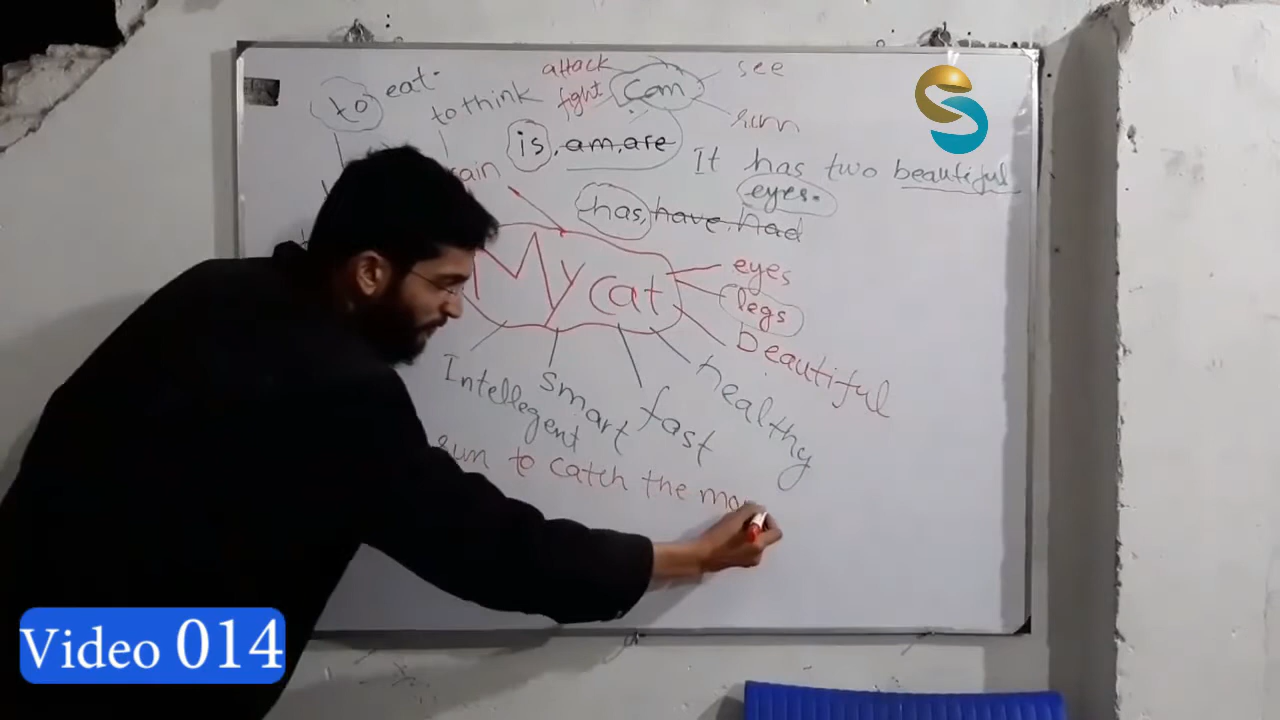 to eat.
to think
attack
fight
Can
see
run
is, am, are
It has two beautiful
eyes.
has, have, had
My cat
eyes
legs
beautiful
healthy
fast
smart
Intellegent
run to catch the mo
Video 014